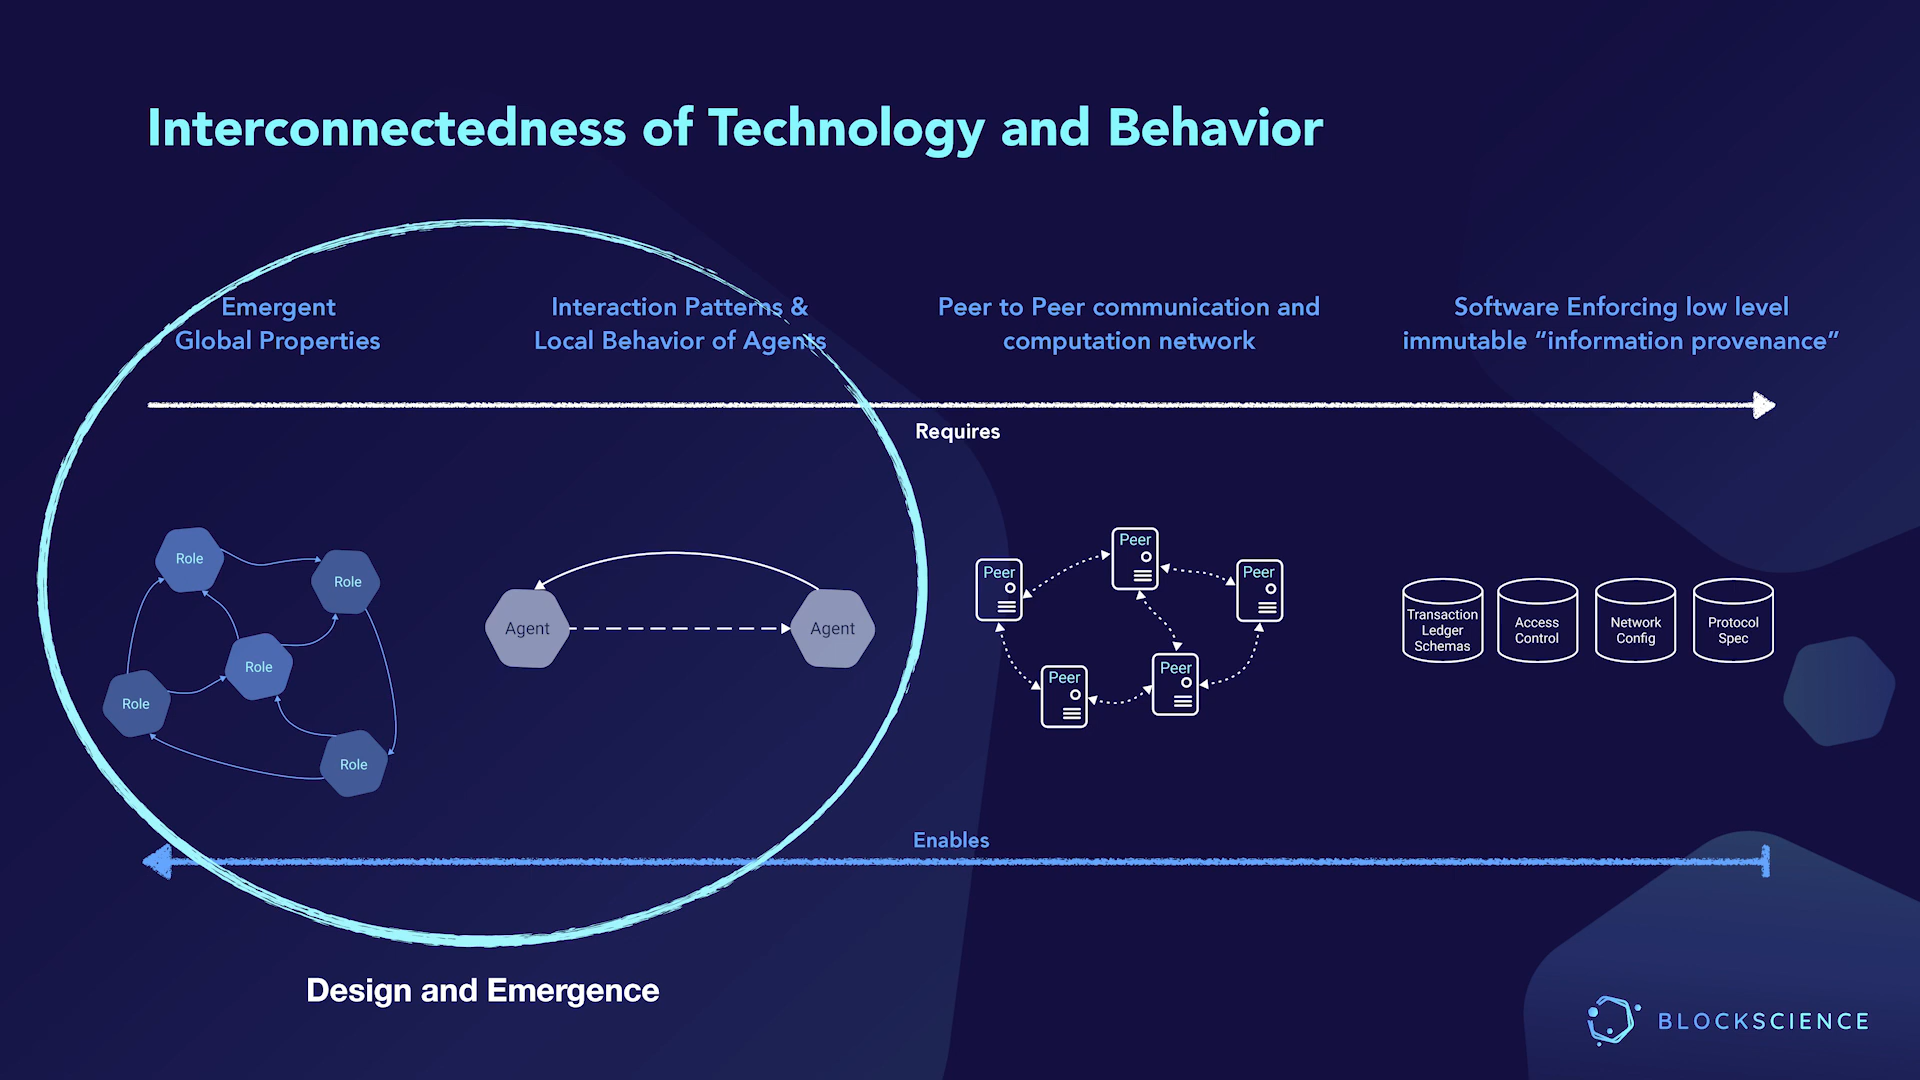 Interconnectedness of Technology and Behavior
Emergent
Global Properties
Interaction Patterns &
Local Behavior of Agents
Peer to Peer communication and
computation network
Software Enforcing low level
immutable “information provenance”
Requires
Role
Role
Role
Role
Role
Agent
Agent
Peer
Peer
Peer
Peer
Peer
Transaction
Ledger
Schemas
Access
Control
Network
Config
Protocol
Spec
Enables
Design and Emergence
BLOCKSCIENCE